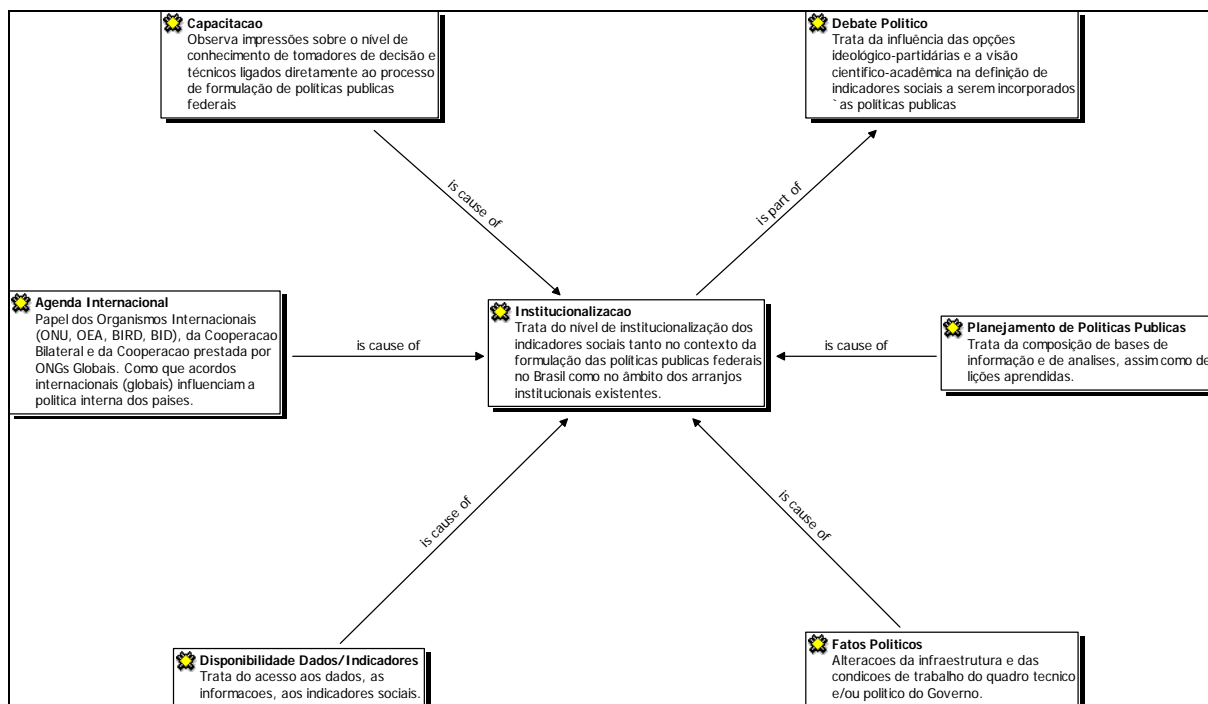 Capacitacao
Observa impressões sobre o nível de
conhecimento de tomadores de decisão e
técnicos ligados diretamente ao processo
de formulação de políticas publicas
federais
Debate Politico
Trata da influência das opções
ideológico-partidárias e a visão
cientifico-acadêmica na definição de
indicadores sociais a serem incorporados
`as políticas publicas
is cause of
is part of
Agenda Internacional
Papel dos Organismos Internacionais
(ONU, OEA, BIRD, BID), da Cooperacao
Bilateral e da Cooperacao prestada por
ONGs Globais. Como que acordos
internacionais (globais) influenciam a
politica interna dos paises.
is cause of
Institucionalizacao
Trata do nível de institucionalização dos
indicadores sociais tanto no contexto da
formulação das políticas publicas federais
no Brasil como no âmbito dos arranjos
institucionais existentes.
is cause of
Planejamento de Politicas Publicas
Trata da composição de bases de
informação e de analises, assim como de
lições aprendidas.
is cause of
is cause of
Disponibilidade Dados/Indicadores
Trata do acesso aos dados, as
informacoes, aos indicadores sociais.
Fatos Politicos
Alteracoes da infraestrutura e das
condicoes de trabalho do quadro tecnico
e/ou politico do Governo.